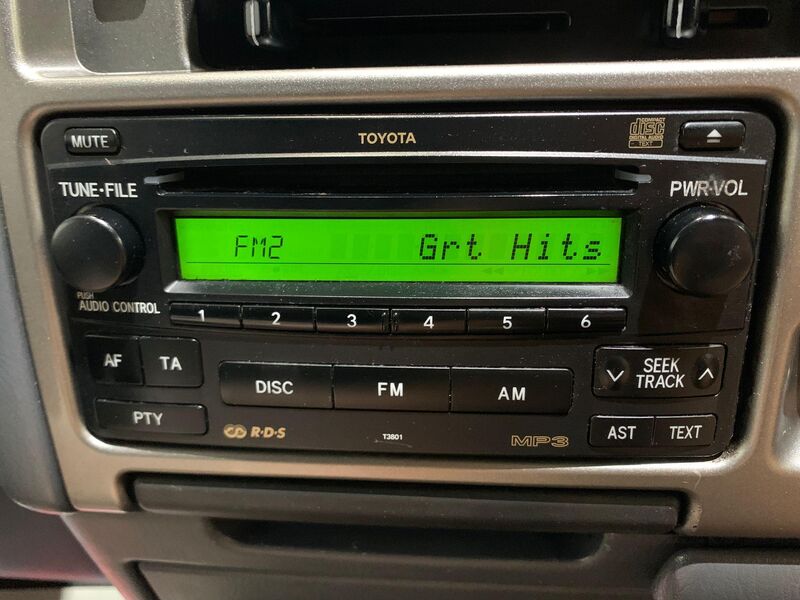 MUTE
TOYOTA
COMPACT
disc
DIGITAL AUDIO
TEXT
TUNE·FILE
PWR·VOL
FM2 Grt Hits
PUSH
AUDIO CONTROL
1 2 3 4 5 6
AF TA
DISC FM AM
SEEK
TRACK
PTY
R·D·S
T3801
MP3
AST TEXT